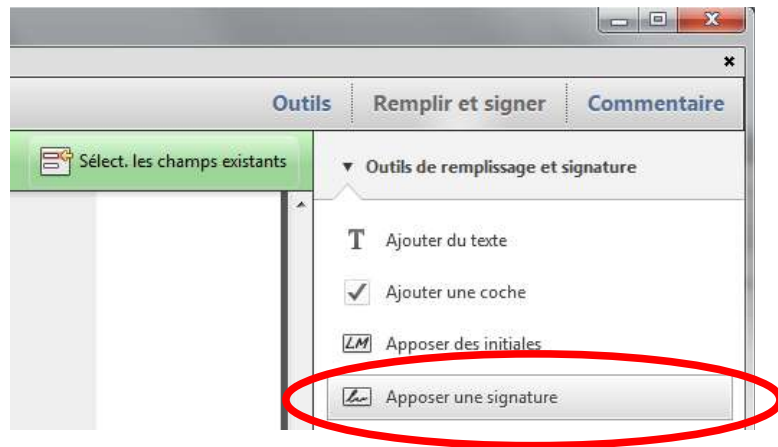 Outils Remplir et signer Commentaire
Sélect. les champs existants
Outils de remplissage et signature
T Ajouter du texte
Ajouter une coche
LM Apposer des initiales
Apposer une signature